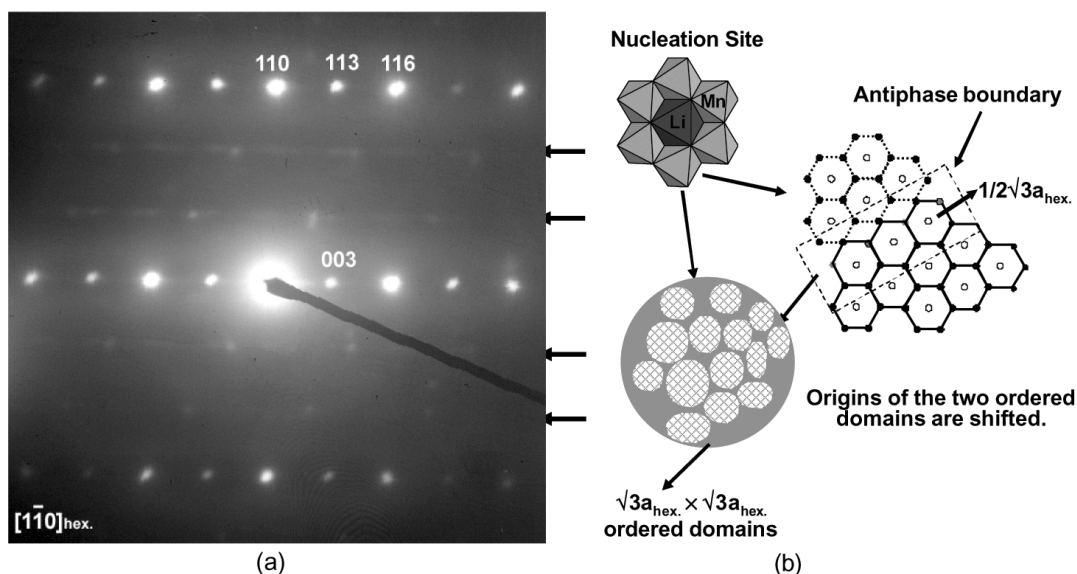 110 113 116
003
[11̄0]hex.
(a)
Nucleation Site
Mn
Li
Antiphase boundary
1/2√3ahex.
Origins of the two ordered
domains are shifted.
√3ahex. × √3ahex.
ordered domains
(b)